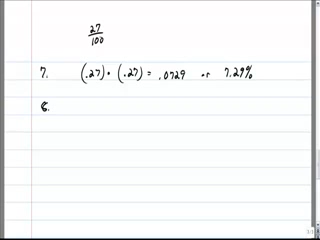 27
100
7. (.27) • (.27) = .0729 or 7.29%
8.